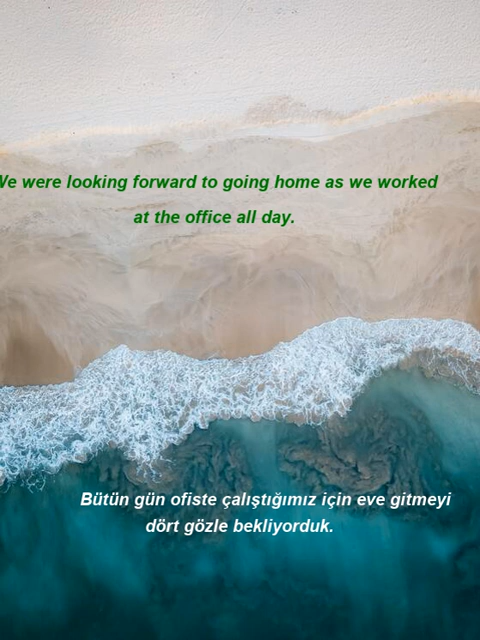 We were looking forward to going home as we worked
at the office all day.
Bütün gün ofiste çalıştığımız için eve gitmeyi
dört gözle bekliyorduk.